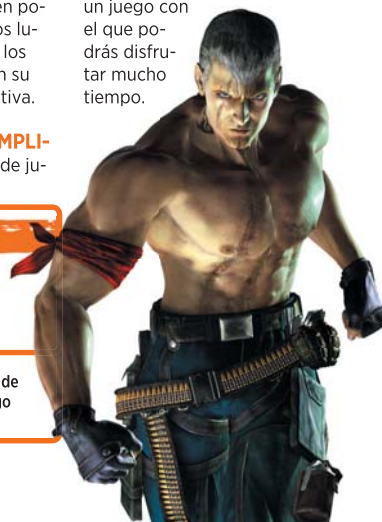 en po-
os lu-
los
n su
tiva.
MPLI-
de ju-
de
go
un juego con
el que po-
drás disfru-
tar mucho
tiempo.